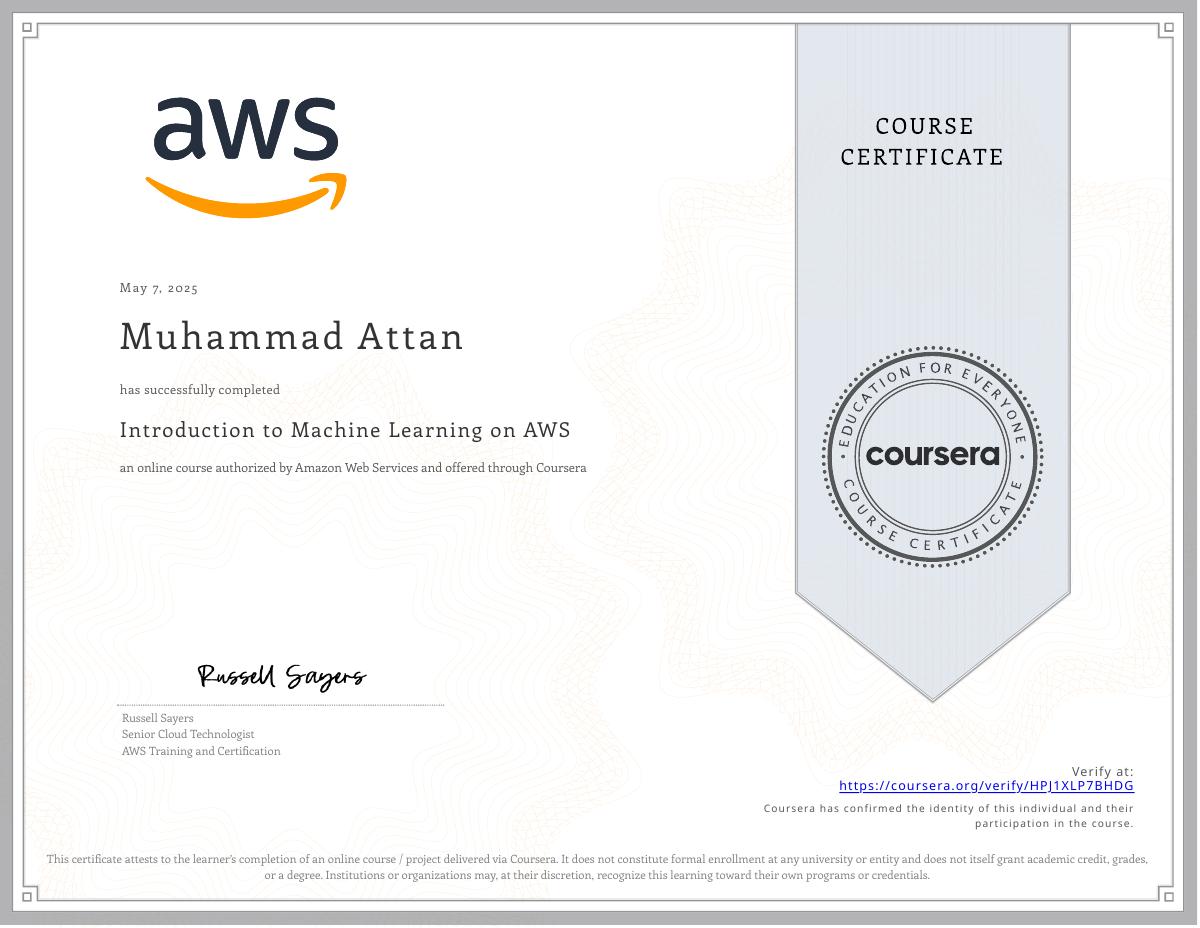 aws
COURSE
CERTIFICATE
May 7, 2025
Muhammad Attan
has successfully completed
Introduction to Machine Learning on AWS
an online course authorized by Amazon Web Services and offered through Coursera
EDUCATION FOR EVERYONE
coursera
COURSE CERTIFICATE
Russell Sayers
Russell Sayers
Senior Cloud Technologist
AWS Training and Certification
Verify at:
https://coursera.org/verify/HPJ1XLP7BHDG
Coursera has confirmed the identity of this individual and their
participation in the course.
This certificate attests to the learner's completion of an online course / project delivered via Coursera. It does not constitute formal enrollment at any university or entity and does not itself grant academic credit, grades,
or a degree. Institutions or organizations may, at their discretion, recognize this learning toward their own programs or credentials.